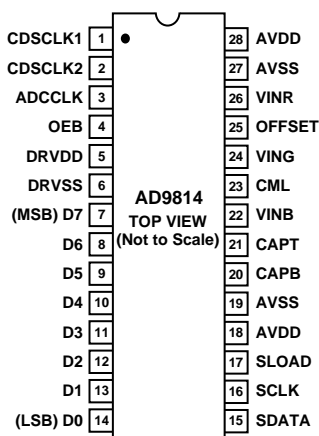 CDSCLK1 1 28 AVDD
CDSCLK2 2 27 AVSS
ADCCLK 3 26 VINR
OEB 4 25 OFFSET
DRVDD 5 24 VING
DRVSS 6 23 CML
(MSB) D7 7 22 VINB
D6 8 21 CAPT
D5 9 20 CAPB
D4 10 19 AVSS
D3 11 18 AVDD
D2 12 17 SLOAD
D1 13 16 SCLK
(LSB) D0 14 15 SDATA
AD9814
TOP VIEW
(Not to Scale)